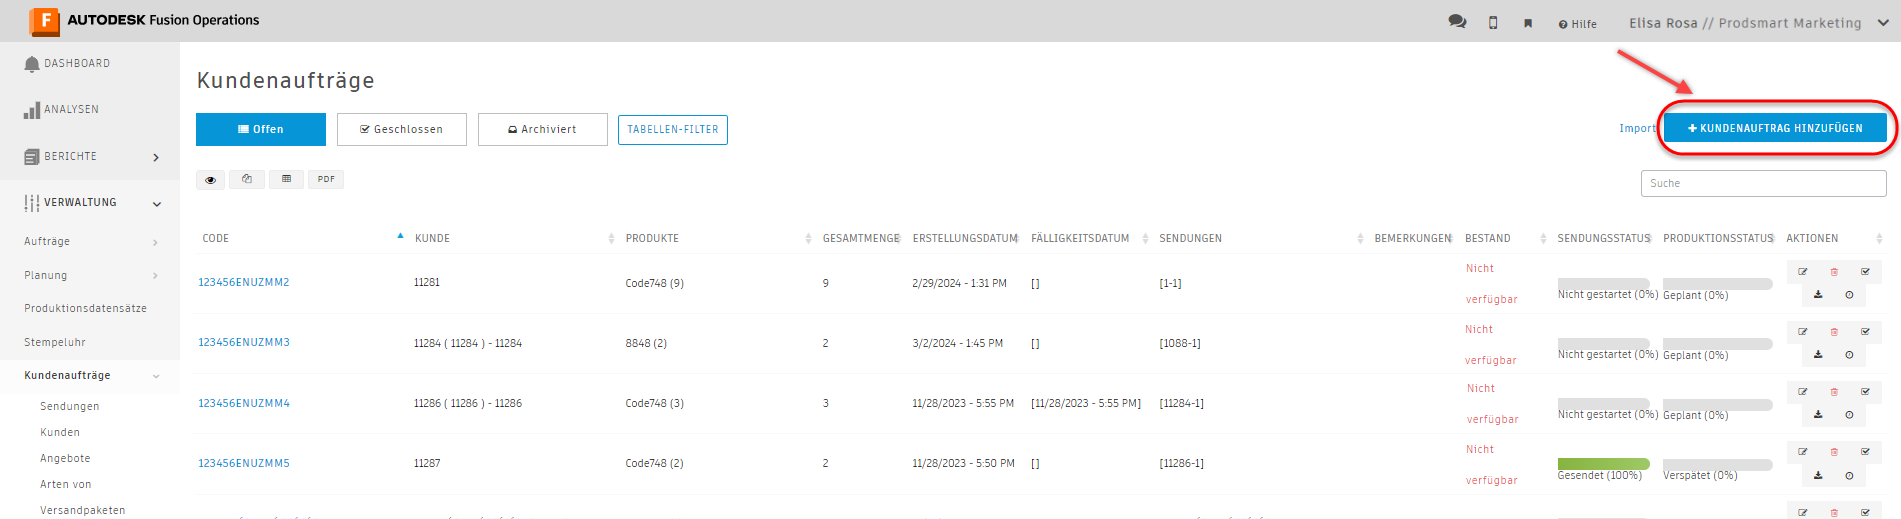 F AUTODESK Fusion Operations
Hilfe Elisa Rosa // Prodsmart Marketing
DASHBOARD
ANALYSEN
BERICHTE
VERWALTUNG
Aufträge
Planung
Produktionsdatensätze
Stempeluhr
Kundenaufträge
Sendungen
Kunden
Angebote
Arten von
Versandpaketen
Kundenaufträge
Offen Geschlossen Archiviert TABELLEN-FILTER
Import KUNDENAUFTRAG HINZUFÜGEN
PDF
Suche
CODE KUNDE PRODUKTE GESAMTMENGE ERSTELLUNGSDATUM FÄLLIGKEITSDATUM SENDUNGEN BEMERKUNGEN BESTAND SENDUNGSSTATUS PRODUKTIONSSTATUS AKTIONEN
123456ENUZMM2 11281 Code748 (9) 9 2/29/2024 - 1:31 PM [] [1-1] Nicht verfügbar Nicht gestartet (0%) Geplant (0%)
123456ENUZMM3 11284 ( 11284 ) - 11284 8848 (2) 2 3/2/2024 - 1:45 PM [] [1088-1] Nicht verfügbar Nicht gestartet (0%) Geplant (0%)
123456ENUZMM4 11286 ( 11286 ) - 11286 Code748 (3) 3 11/28/2023 - 5:55 PM [11/28/2023 - 5:55 PM] [11284-1] Nicht verfügbar Nicht gestartet (0%) Geplant (0%)
123456ENUZMM5 11287 Code748 (2) 2 11/28/2023 - 5:50 PM [] [11286-1] Nicht verfügbar Gesendet (100%) Verspätet (0%)